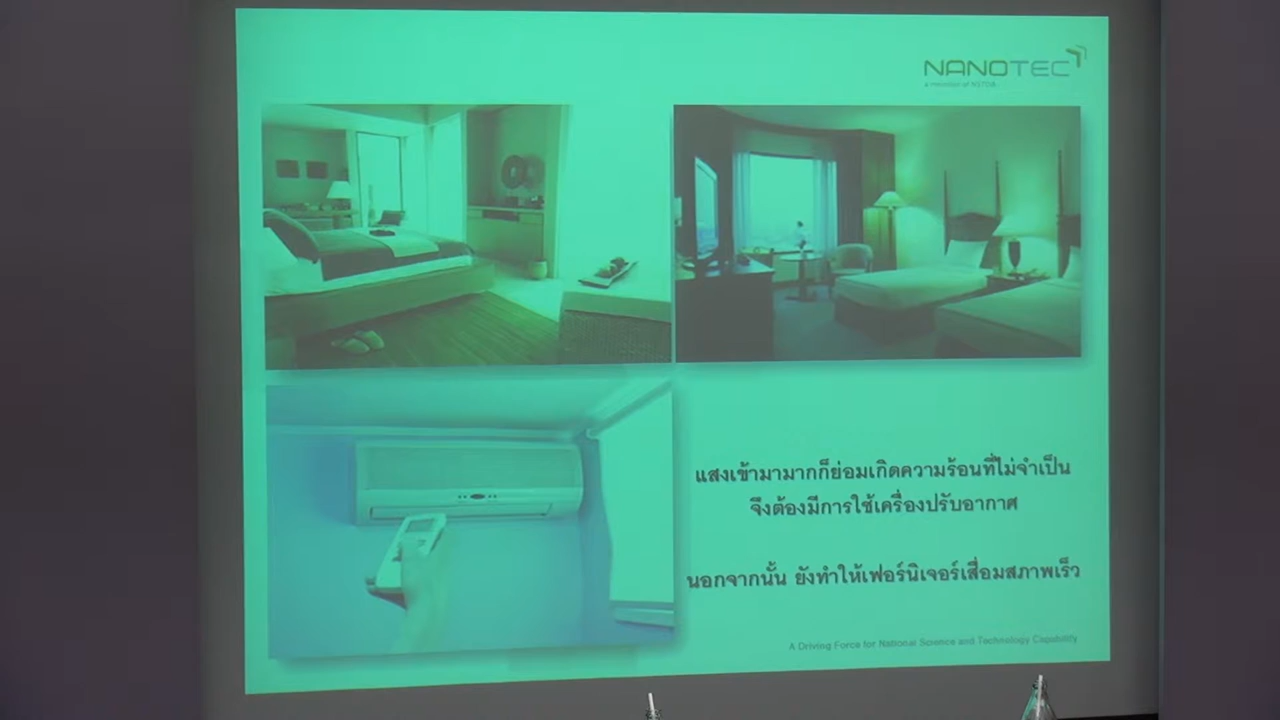 NANOTEC
a member of NSTDA
แสงเข้ามามากก็ย่อมเกิดความร้อนที่ไม่จำเป็น
จึงต้องมีการใช้เครื่องปรับอากาศ
นอกจากนั้น ยังทำให้เฟอร์นิเจอร์เสื่อมสภาพเร็ว
A Driving Force for National Science and Technology Capability